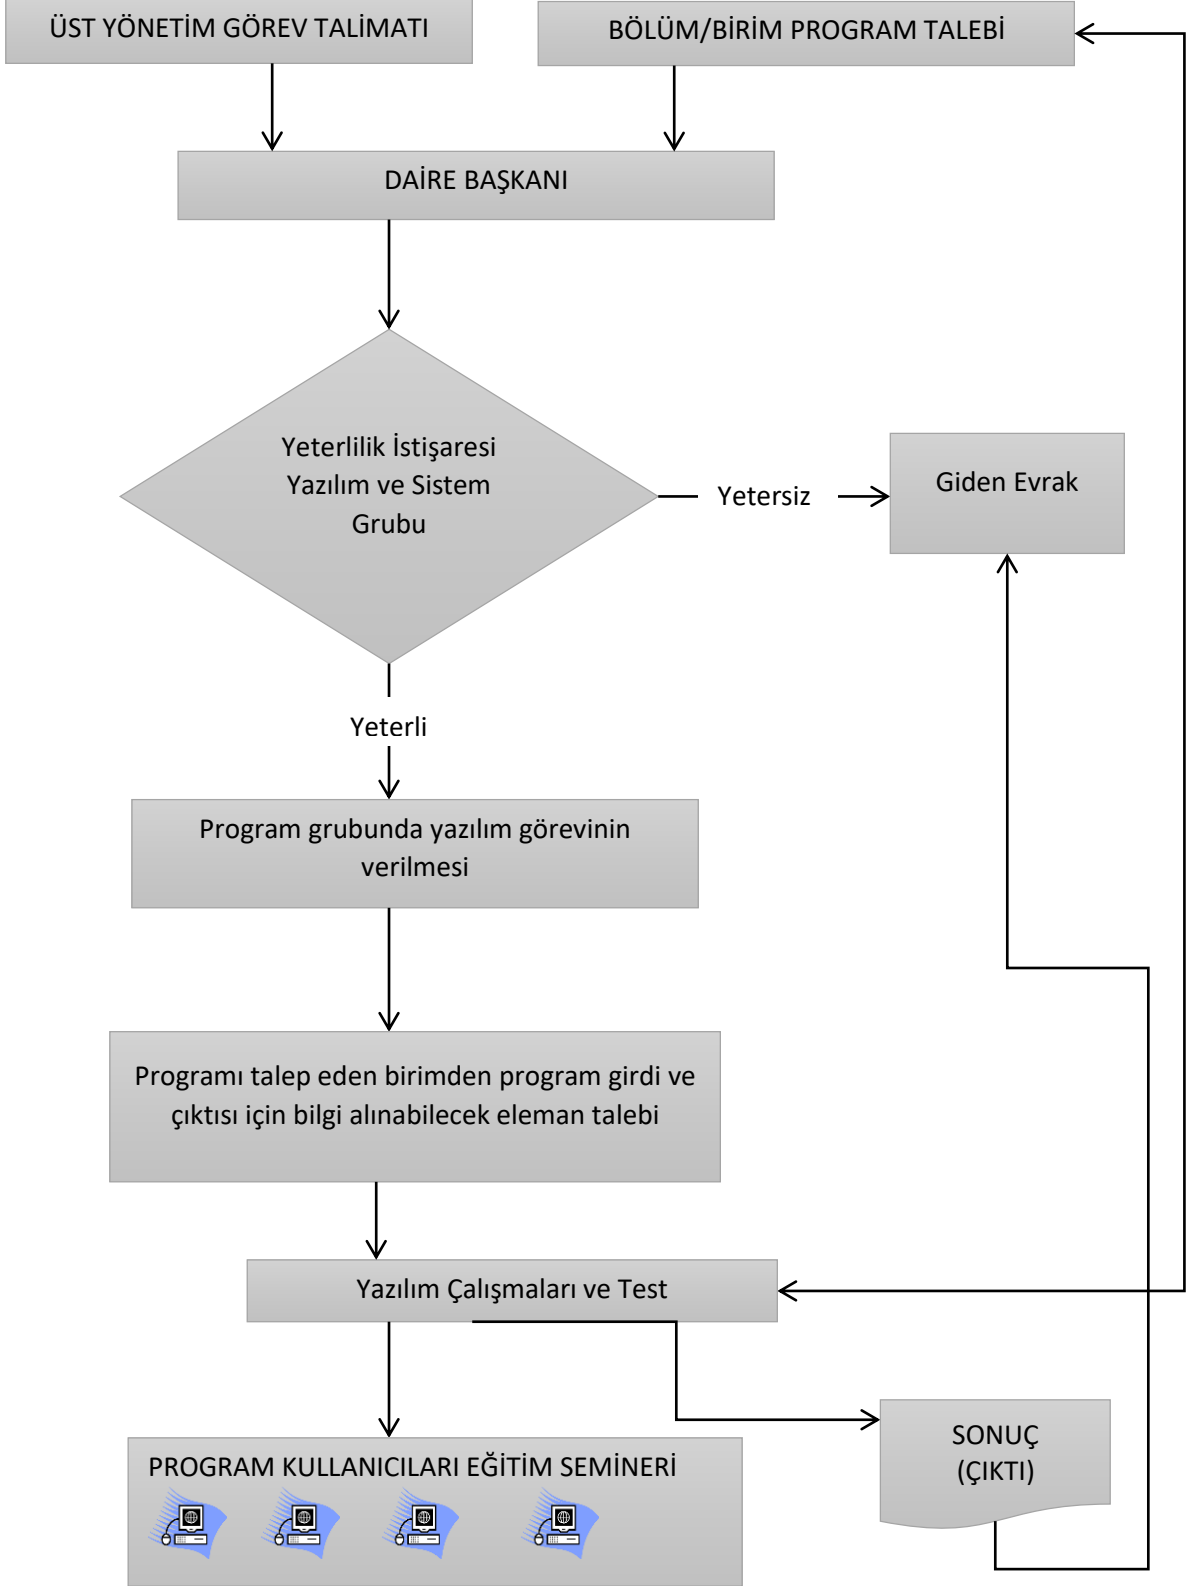 ÜST YÖNETİM GÖREV TALİMATI
BÖLÜM/BİRİM PROGRAM TALEBİ
DAİRE BAŞKANI
Yeterlilik İstişaresi
Yazılım ve Sistem
Grubu
Yetersiz
Giden Evrak
Yeterli
Program grubunda yazılım görevinin
verilmesi
Programı talep eden birimden program girdi ve
çıktısı için bilgi alınabilecek eleman talebi
Yazılım Çalışmaları ve Test
SONUÇ
(ÇIKTI)
PROGRAM KULLANICILARI EĞİTİM SEMİNERİ